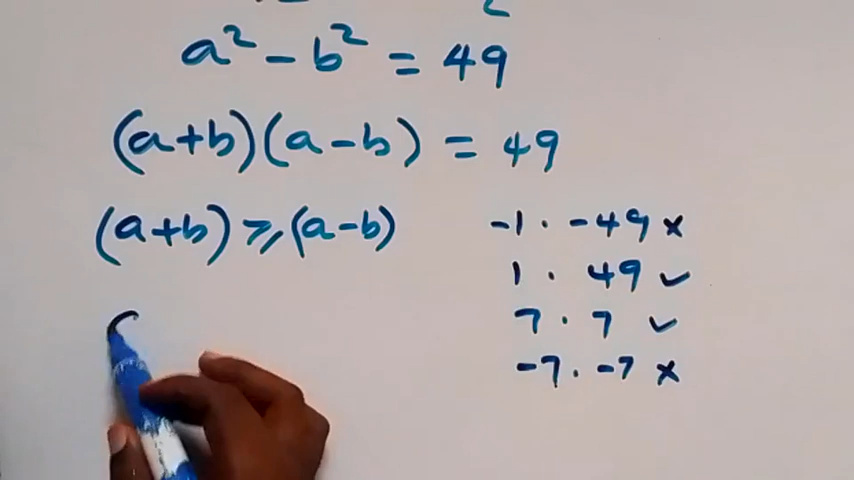 a² - b² = 49
(a+b)(a-b) = 49
(a+b) ⩾ (a-b)
-1 · -49 ×
1 · 49 ✓
7 · 7 ✓
-7 · -7 ×